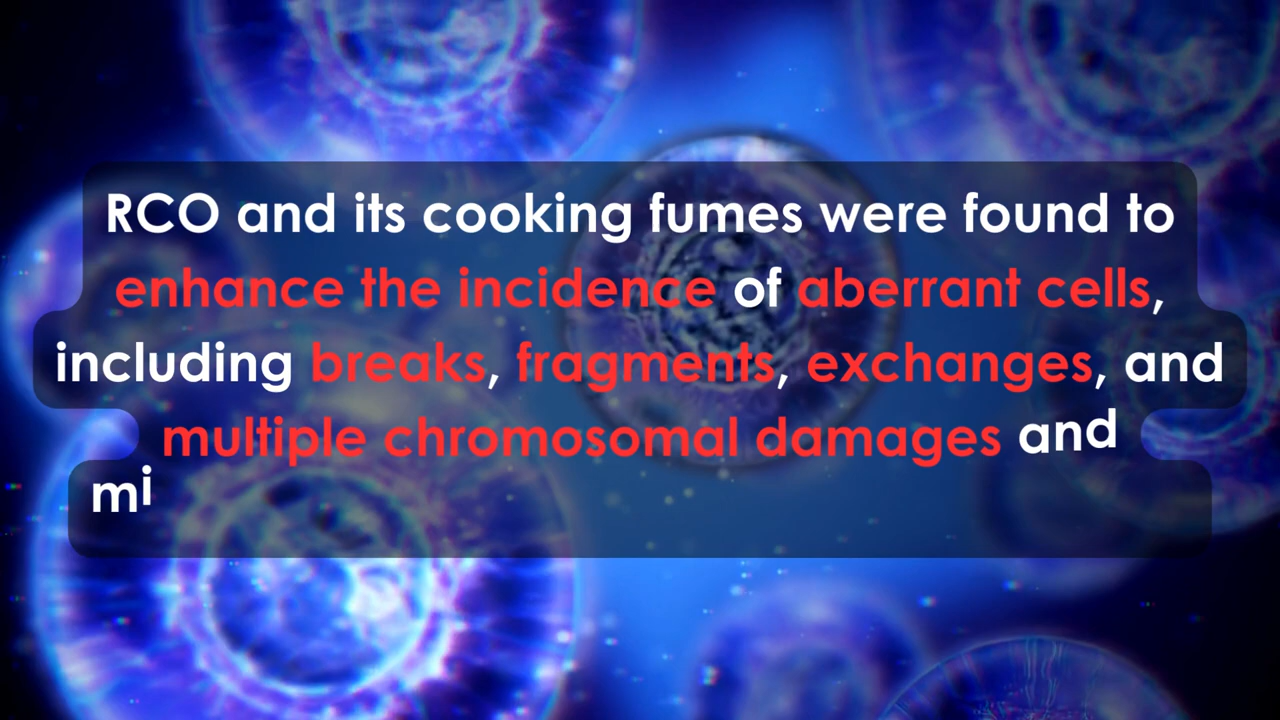 RCO and its cooking fumes were found to
enhance the incidence of aberrant cells,
including breaks, fragments, exchanges, and
multiple chromosomal damages and
mi